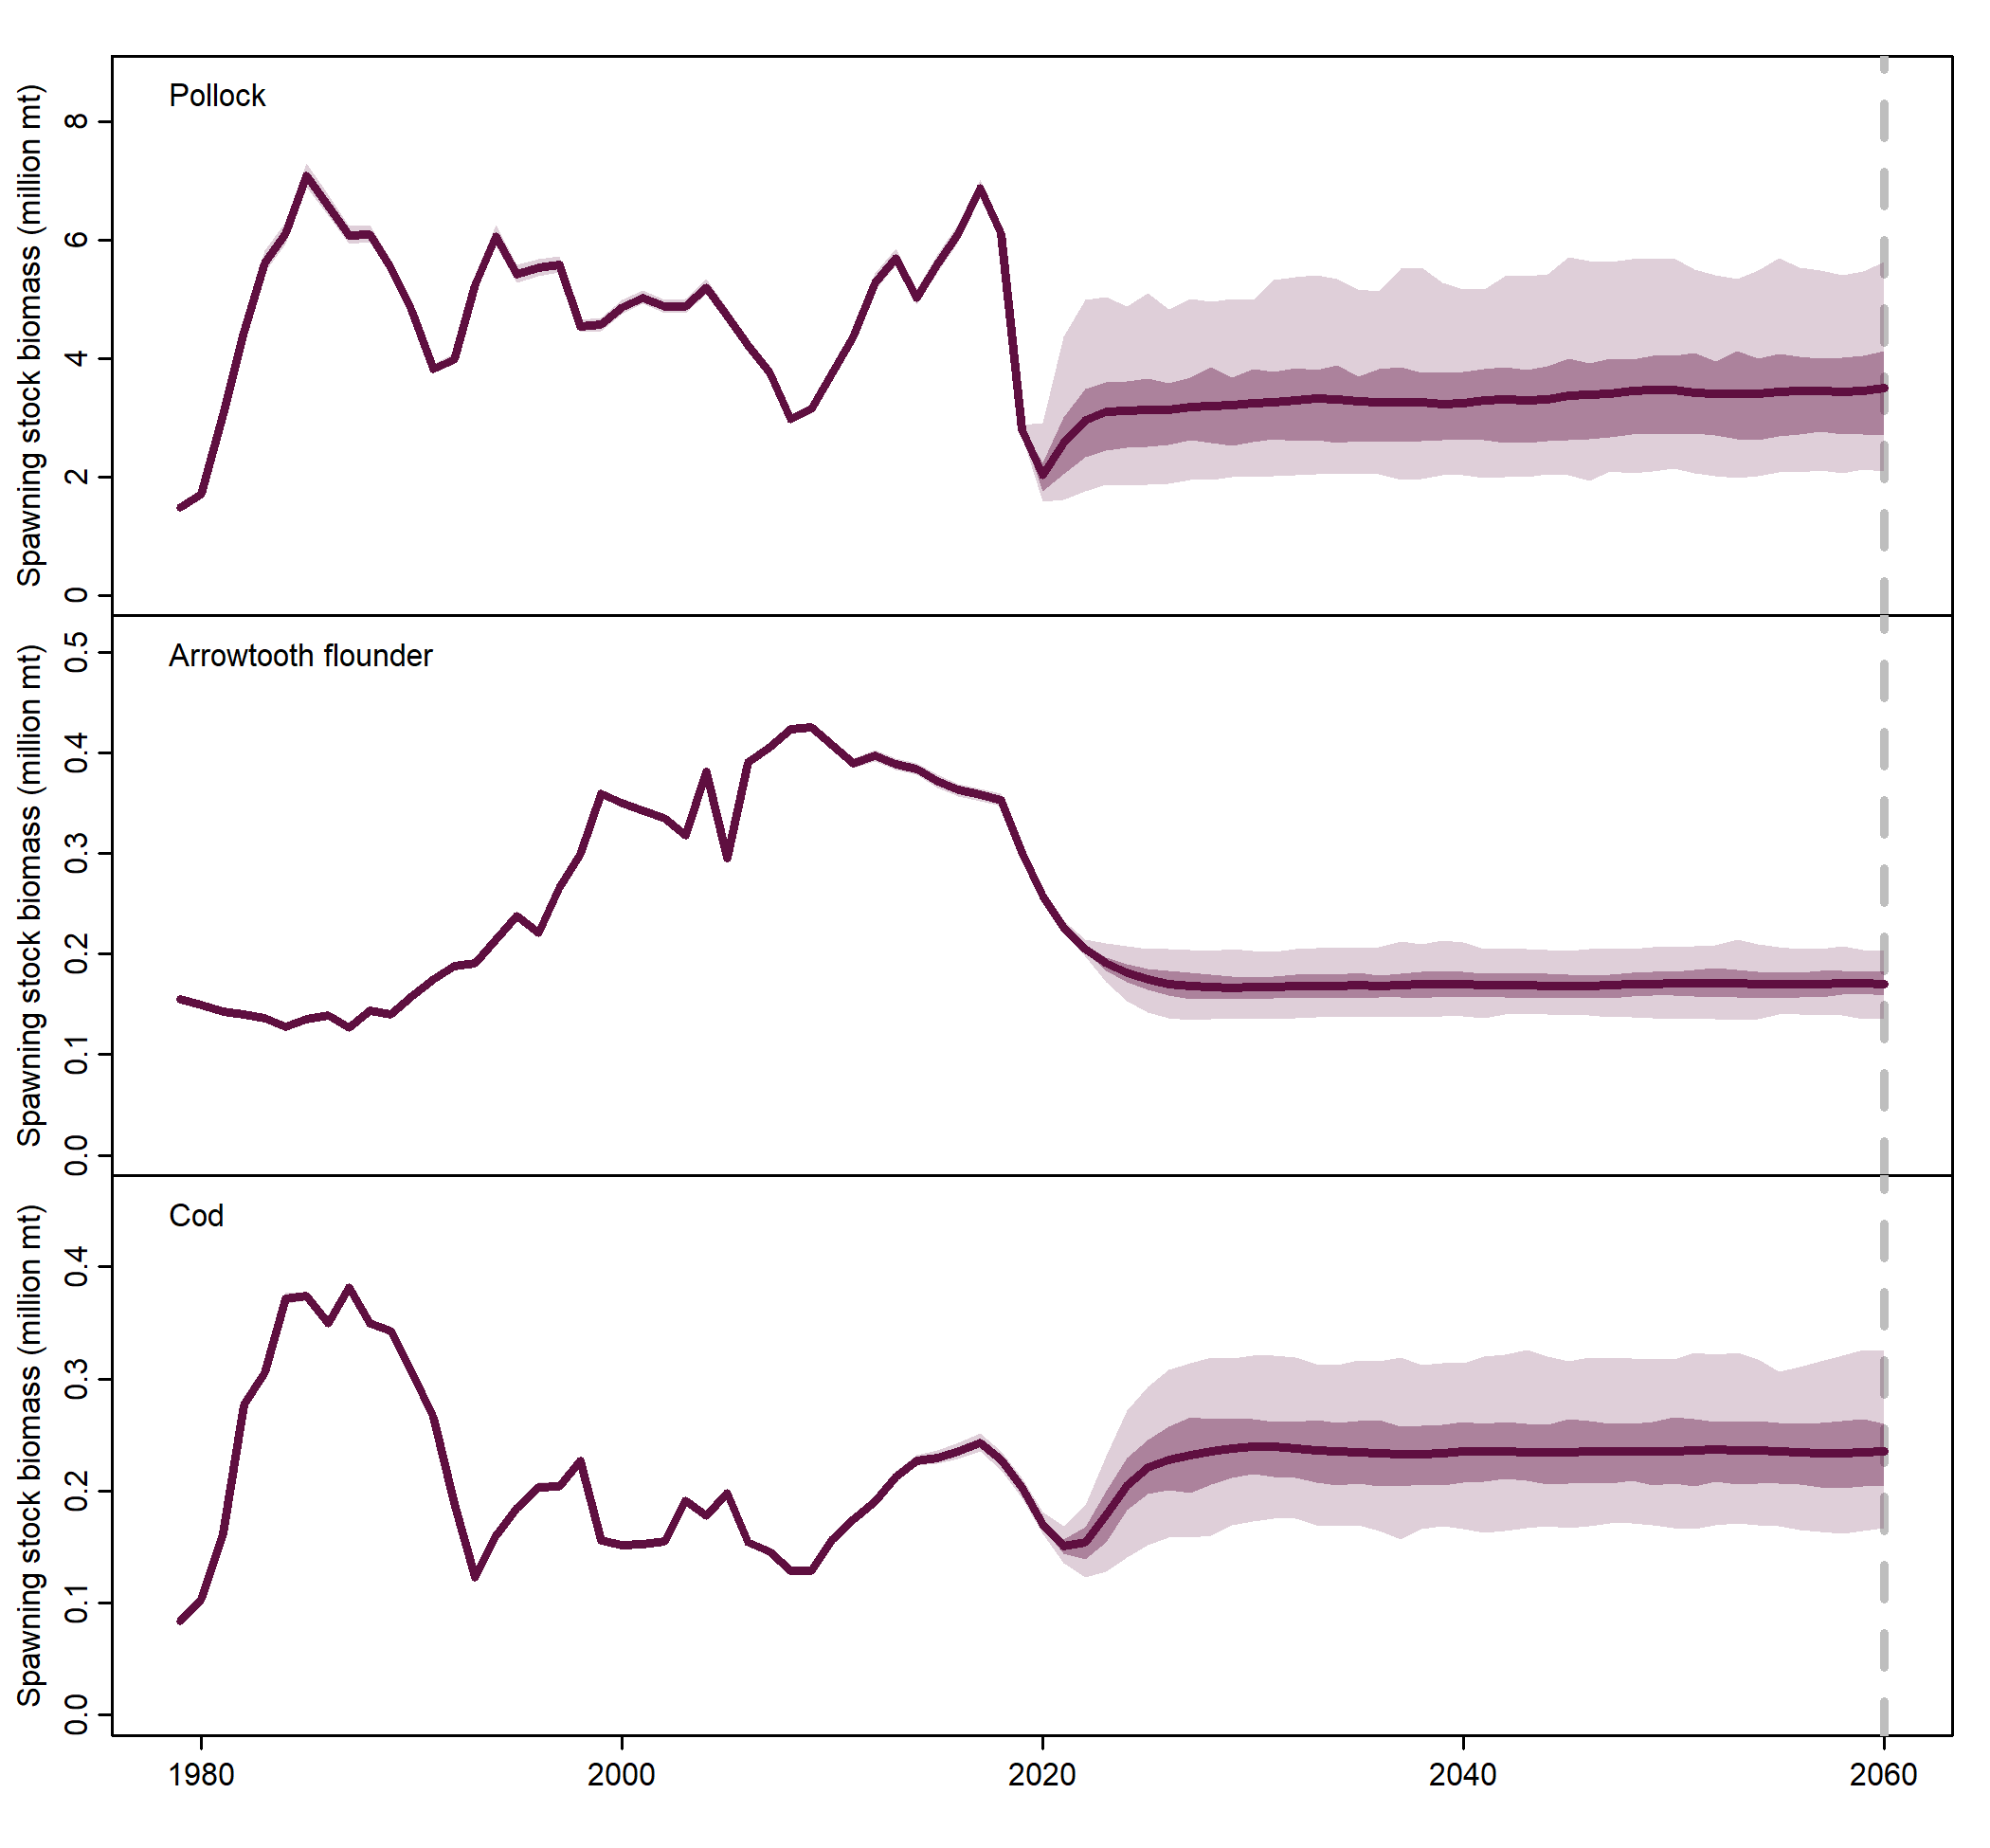 Pollock
Spawning stock biomass (million mt)
8
6
4
2
0
Arrowtooth flounder
Spawning stock biomass (million mt)
0.5
0.4
0.3
0.2
0.1
0.0
Cod
Spawning stock biomass (million mt)
0.4
0.3
0.2
0.1
0.0
1980 2000 2020 2040 2060